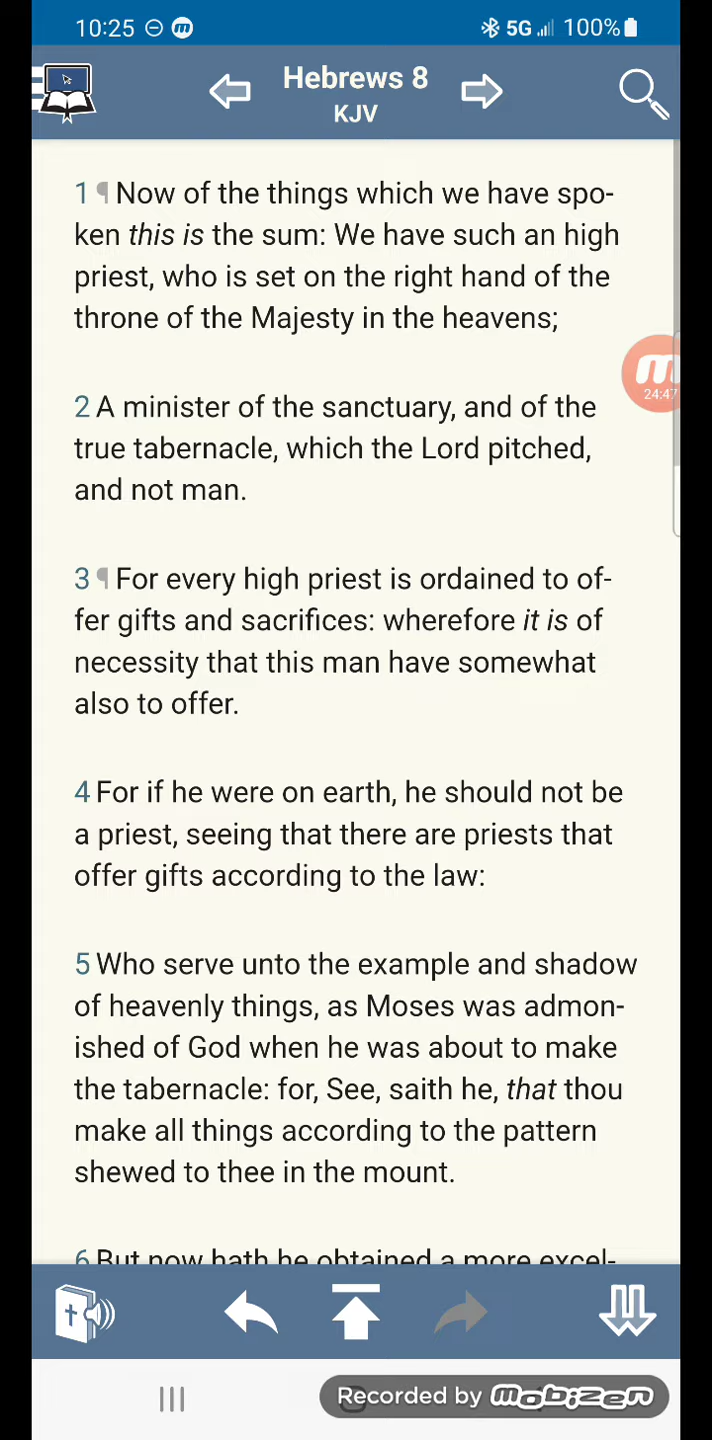 10:25 m 5G 100%
Hebrews 8
KJV
1 ¶ Now of the things which we have spo-
ken this is the sum: We have such an high
priest, who is set on the right hand of the
throne of the Majesty in the heavens;
m
24:47
2 A minister of the sanctuary, and of the
true tabernacle, which the Lord pitched,
and not man.
3 ¶ For every high priest is ordained to of-
fer gifts and sacrifices: wherefore it is of
necessity that this man have somewhat
also to offer.
4 For if he were on earth, he should not be
a priest, seeing that there are priests that
offer gifts according to the law:
5 Who serve unto the example and shadow
of heavenly things, as Moses was admon-
ished of God when he was about to make
the tabernacle: for, See, saith he, that thou
make all things according to the pattern
shewed to thee in the mount.
6 But now hath he obtained a more excel-
Recorded by mobizen